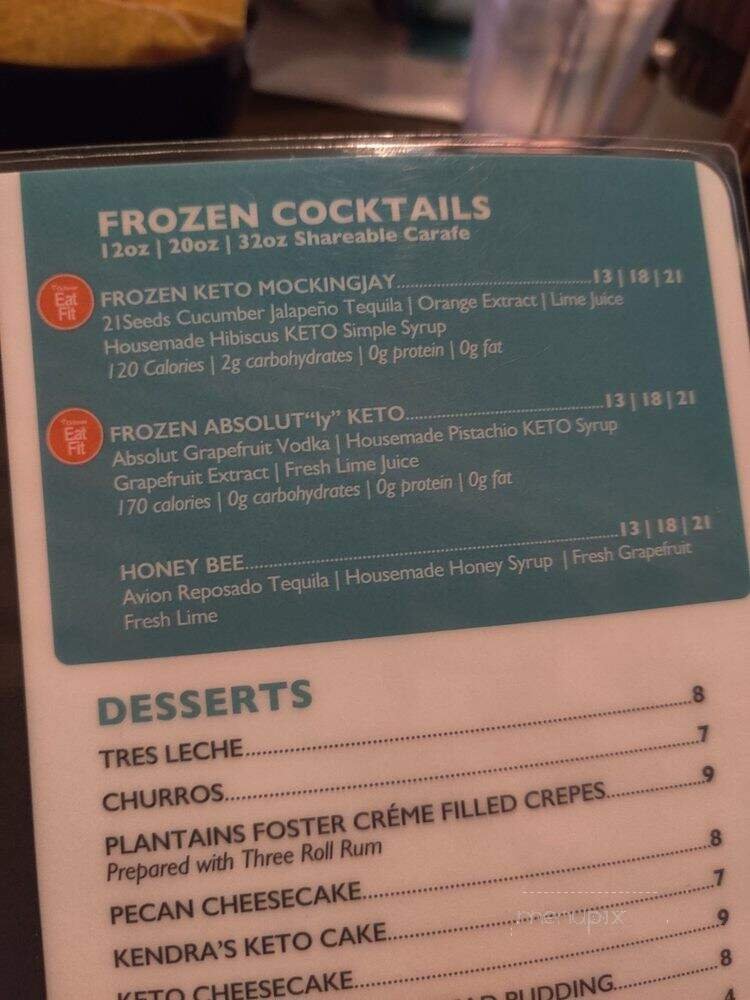 FROZEN COCKTAILS
12oz | 20oz | 32oz Shareable Carafe
Eat
Fit
FROZEN KETO MOCKINGJAY...13 | 18 | 21
21Seeds Cucumber Jalapeño Tequila | Orange Extract | Lime Juice
Housemade Hibiscus KETO Simple Syrup
120 Calories | 2g carbohydrates | 0g protein | 0g fat
Eat
Fit
FROZEN ABSOLUT“ly” KETO...13 | 18 | 21
Absolut Grapefruit Vodka | Housemade Pistachio KETO Syrup
Grapefruit Extract | Fresh Lime Juice
170 calories | 0g carbohydrates | 0g protein | 0g fat
HONEY BEE...13 | 18 | 21
Avion Reposado Tequila | Housemade Honey Syrup | Fresh Grapefruit
Fresh Lime
DESSERTS
TRES LECHE...8
CHURROS...7
PLANTAINS FOSTER CRÉME FILLED CREPES...9
Prepared with Three Roll Rum
PECAN CHEESECAKE...8
KENDRA'S KETO CAKE...7
KETO CHEESECAKE...9
PUDDING...8
menupix